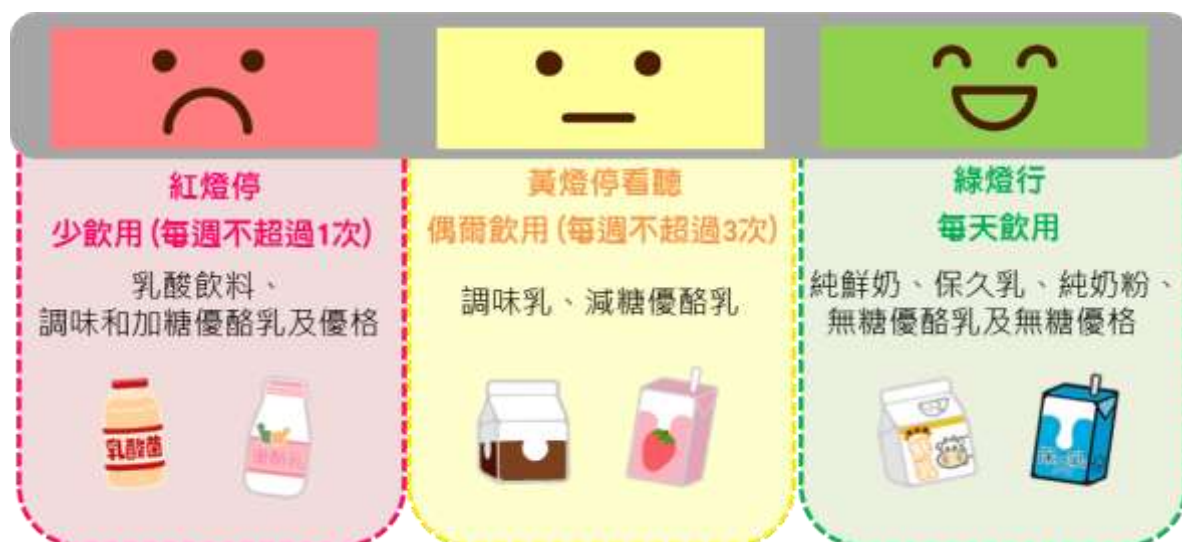 紅燈停
少飲用(每週不超過1次)
乳酸飲料、
調味和加糖優酪乳及優格
乳酸菌
優酪乳
黃燈停看聽
偶爾飲用(每週不超過3次)
調味乳、減糖優酪乳
綠燈行
每天飲用
純鮮奶、保久乳、純奶粉、
無糖優酪乳及無糖優格